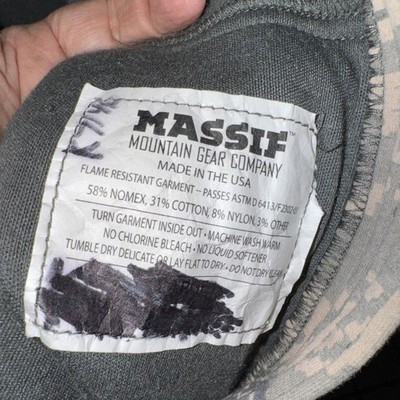 MASSIF™
MOUNTAIN GEAR COMPANY
MADE IN THE USA
FLAME RESISTANT GARMENT – PASSES ASTM D 6413/F2302-03
58% NOMEX, 31% COTTON, 8% NYLON, 3% OTHER
TURN GARMENT INSIDE OUT • MACHINE WASH WARM
NO CHLORINE BLEACH • NO LIQUID SOFTENER
TUMBLE DRY DELICATE OR LAY FLAT TO DRY • DO NOT DRY CLEAN